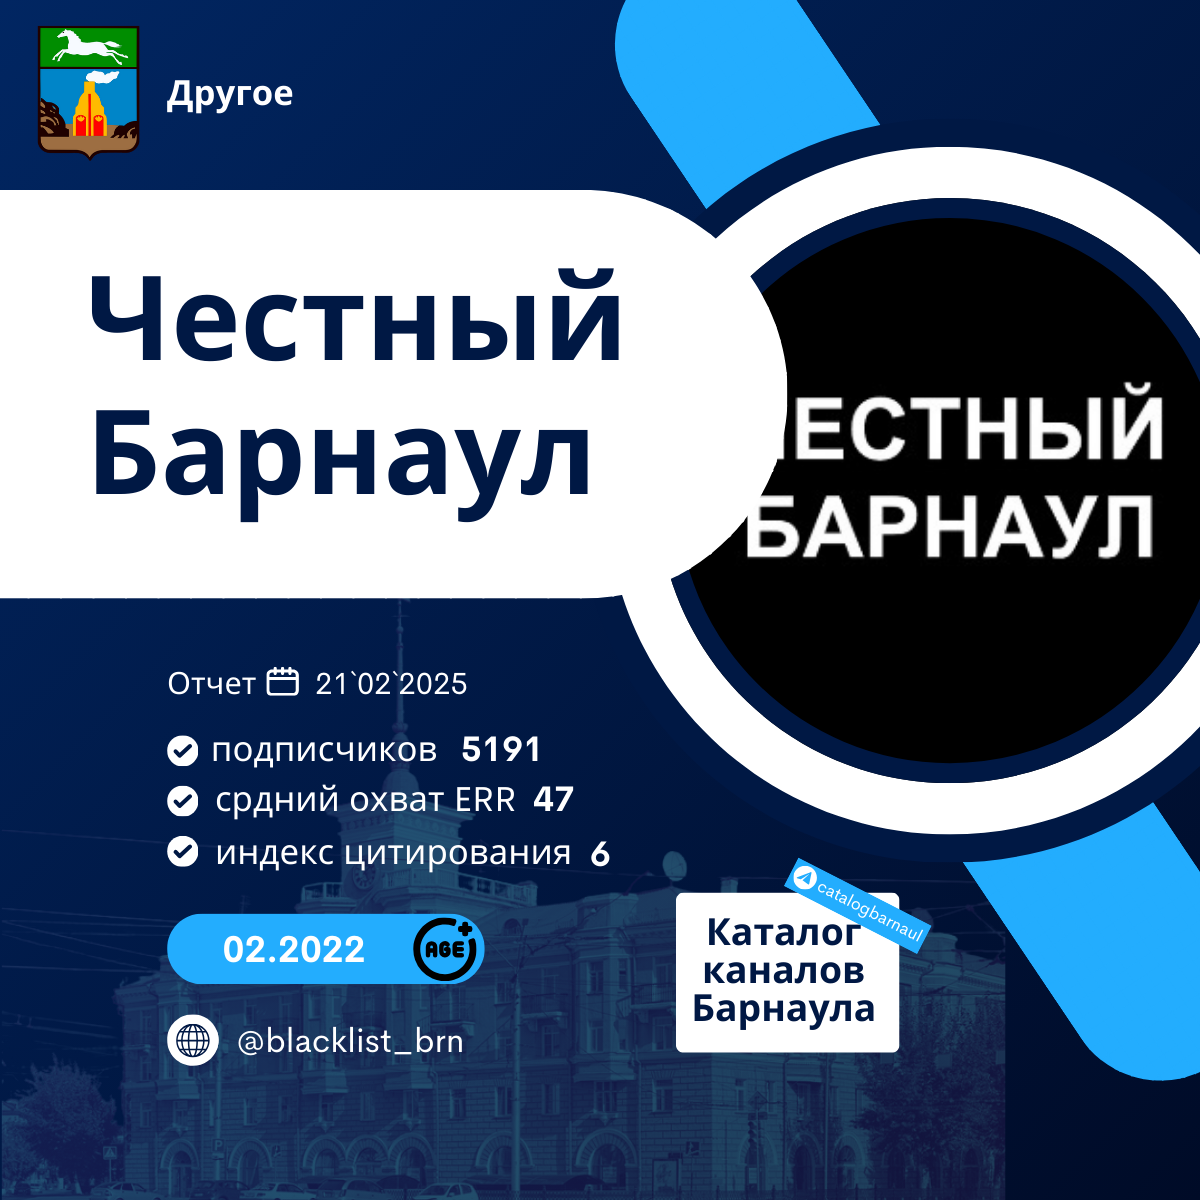 Другое
Честный
Барнаул
ЕСТНЫЙ
БАРНАУЛ
Отчет 21`02`2025
подписчиков 5191
срдний охват ERR 47
индекс цитирования 6
02.2022
AGE+
@blacklist_brn
catalogbarnaul
Каталог
каналов
Барнаула